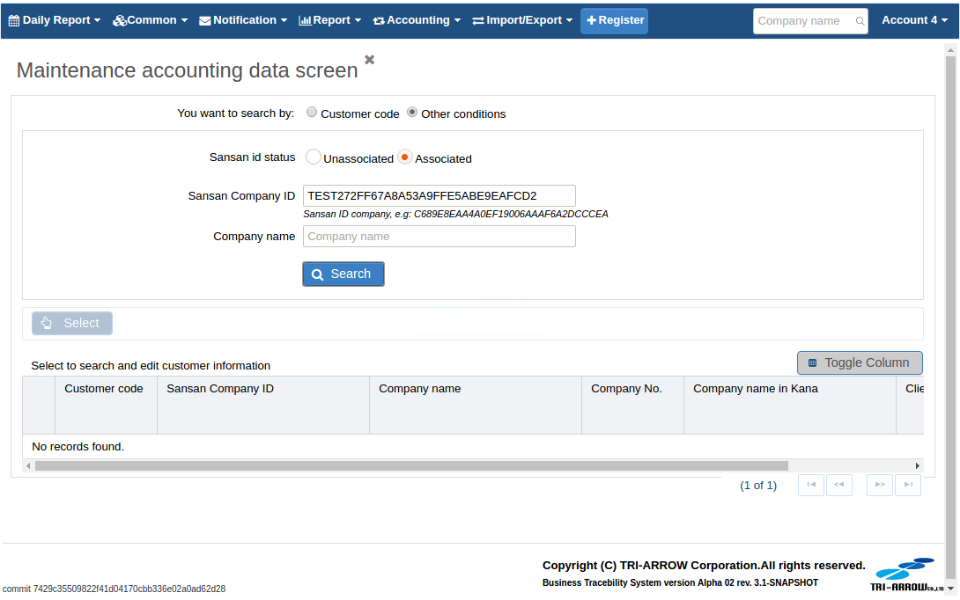 Daily Report Common Notification Report Accounting Import/Export Register Company name Account 4
Maintenance accounting data screen
You want to search by: Customer code Other conditions
Sansan id status Unassociated Associated
Sansan Company ID TEST272FF67A8A53A9FFE5ABE9EAFCD2
Sansan ID company, e.g: C689E8EAA4A0EF19006AAAF6A2DCCCEA
Company name Company name
Search
Select
Select to search and edit customer information Toggle Column
Customer code Sansan Company ID Company name Company No. Company name in Kana Clie
No records found.
(1 of 1)
Copyright (C) TRI-ARROW Corporation.All rights reserved.
Business Tracebility System version Alpha 02 rev. 3.1-SNAPSHOT
TRI-ARROW CO.,LTD
commit 7429c35509822f41d04170cbb336e02a0ad62d28